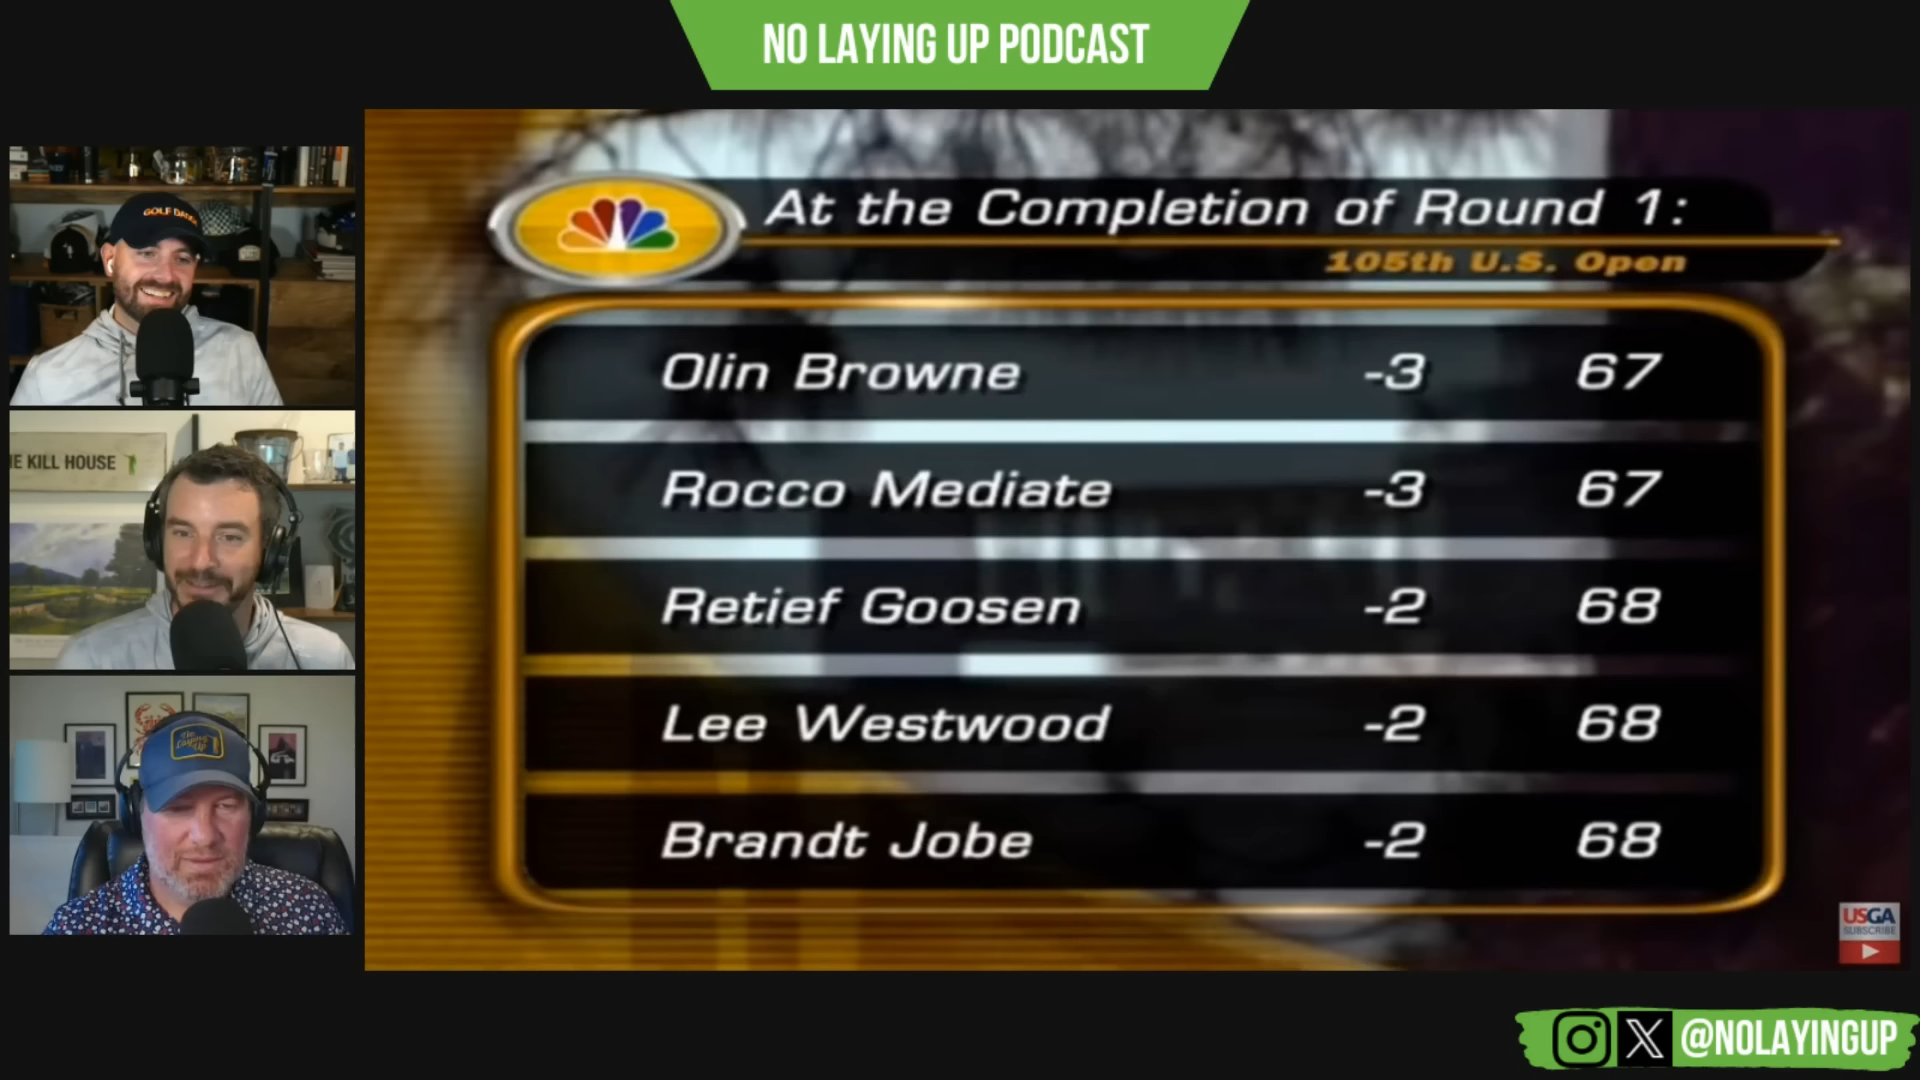 NO LAYING UP PODCAST
At the Completion of Round 1:
105th U.S. Open
Olin Browne -3 67
Rocco Mediate -3 67
Retief Goosen -2 68
Lee Westwood -2 68
Brandt Jobe -2 68
E KILL HOUSE
USGA
SUBSCRIBE
@NOLAYINGUP